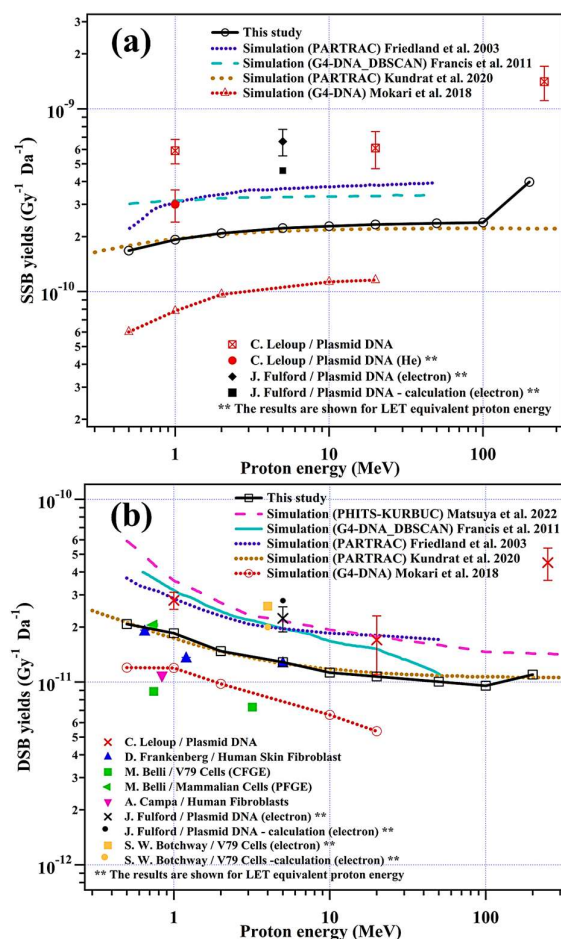 (a)
This study
Simulation (PARTRAC) Friedland et al. 2003
Simulation (G4-DNA_DBSCAN) Francis et al. 2011
Simulation (PARTRAC) Kundrat et al. 2020
Simulation (G4-DNA) Mokari et al. 2018
SSB yields (Gy⁻¹ Da⁻¹)
3
2
10⁻⁹
8
6
4
3
2
10⁻¹⁰
8
6
4
3
2
C. Leloup / Plasmid DNA
C. Leloup / Plasmid DNA (He) **
J. Fulford / Plasmid DNA (electron) **
J. Fulford / Plasmid DNA - calculation (electron) **
** The results are shown for LET equivalent proton energy
1 10 100
Proton energy (MeV)
(b)
This study
Simulation (PHITS-KURBUC) Matsuya et al. 2022
Simulation (G4-DNA_DBSCAN) Francis et al. 2011
Simulation (PARTRAC) Friedland et al. 2003
Simulation (PARTRAC) Kundrat et al. 2020
Simulation (G4-DNA) Mokari et al. 2018
DSB yields (Gy⁻¹ Da⁻¹)
10⁻¹⁰
8
6
4
2
10⁻¹¹
8
6
4
2
10⁻¹²
8
6
C. Leloup / Plasmid DNA
D. Frankenberg / Human Skin Fibroblast
M. Belli / V79 Cells (CFGE)
M. Belli / Mammalian Cells (PFGE)
A. Campa / Human Fibroblasts
J. Fulford / Plasmid DNA (electron) **
J. Fulford / Plasmid DNA - calculation (electron) **
S. W. Botchway / V79 Cells (electron) **
S. W. Botchway / V79 Cells -calculation (electron) **
** The results are shown for LET equivalent proton energy
1 10 100
Proton energy (MeV)